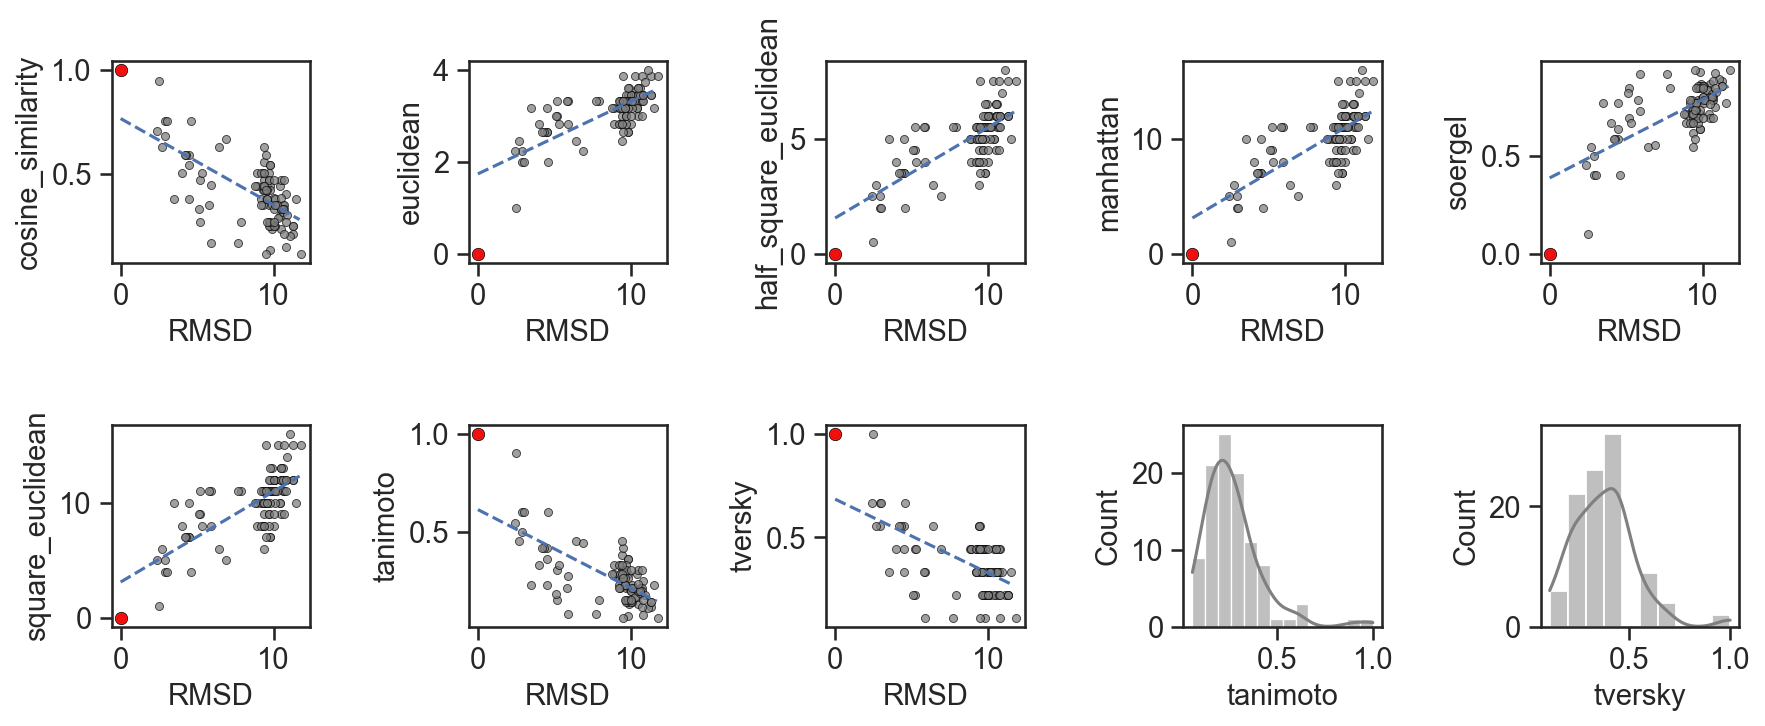 cosine_similarity
1.0
0.5
0
10
RMSD
euclidean
4
2
0
0
10
RMSD
half_square_euclidean
5
0
0
10
RMSD
manhattan
10
0
0
10
RMSD
soergel
0.5
0.0
0
10
RMSD
square_euclidean
10
0
0
10
RMSD
tanimoto
1.0
0.5
0
10
RMSD
tversky
1.0
0.5
0
10
RMSD
Count
20
10
0
0.5
1.0
tanimoto
Count
20
0
0.5
1.0
tversky